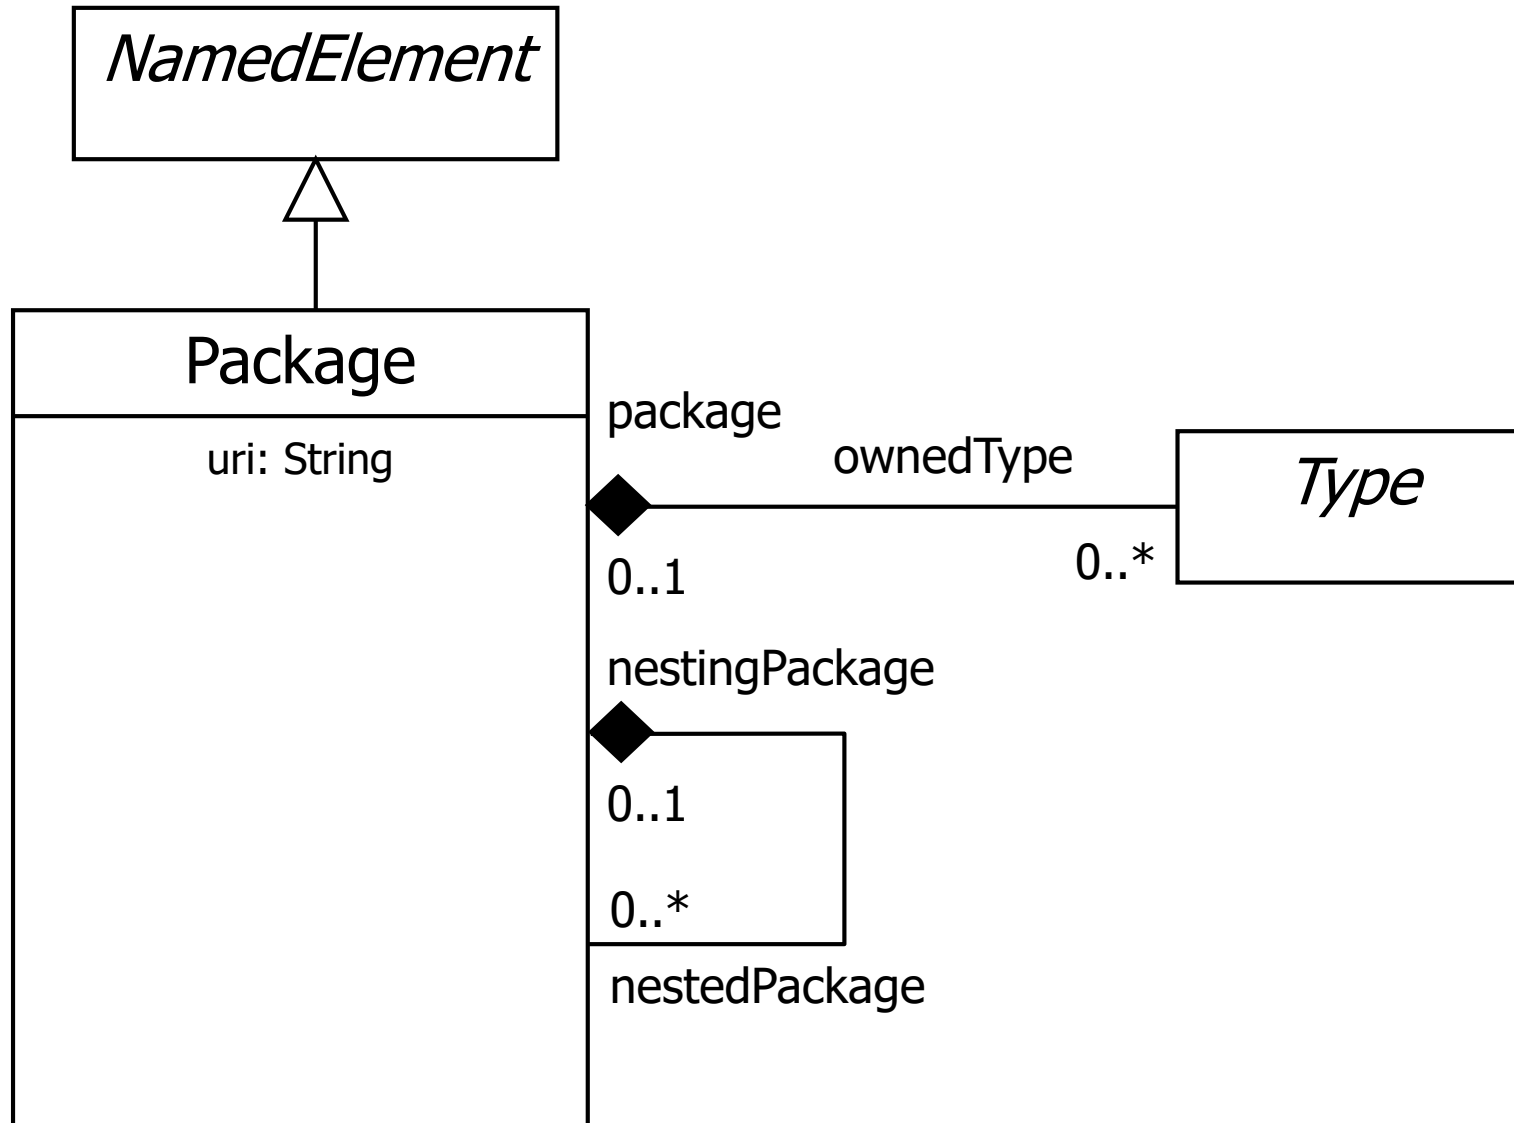 NamedElement
Package
uri: String
package
ownedType
Type
0..1
0..*
nestingPackage
0..1
0..*
nestedPackage